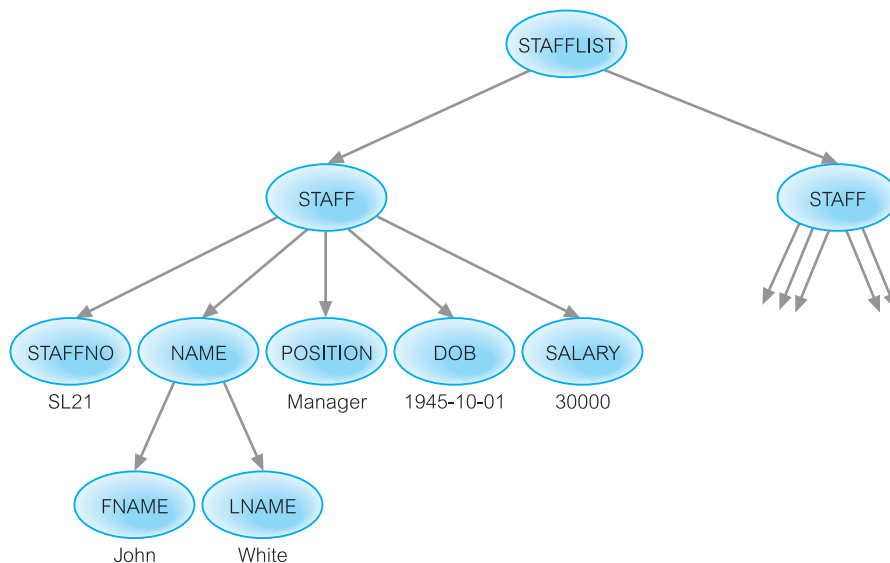 STAFFLIST
STAFF STAFF
STAFFNO NAME POSITION DOB SALARY
SL21 Manager 1945-10-01 30000
FNAME LNAME
John White